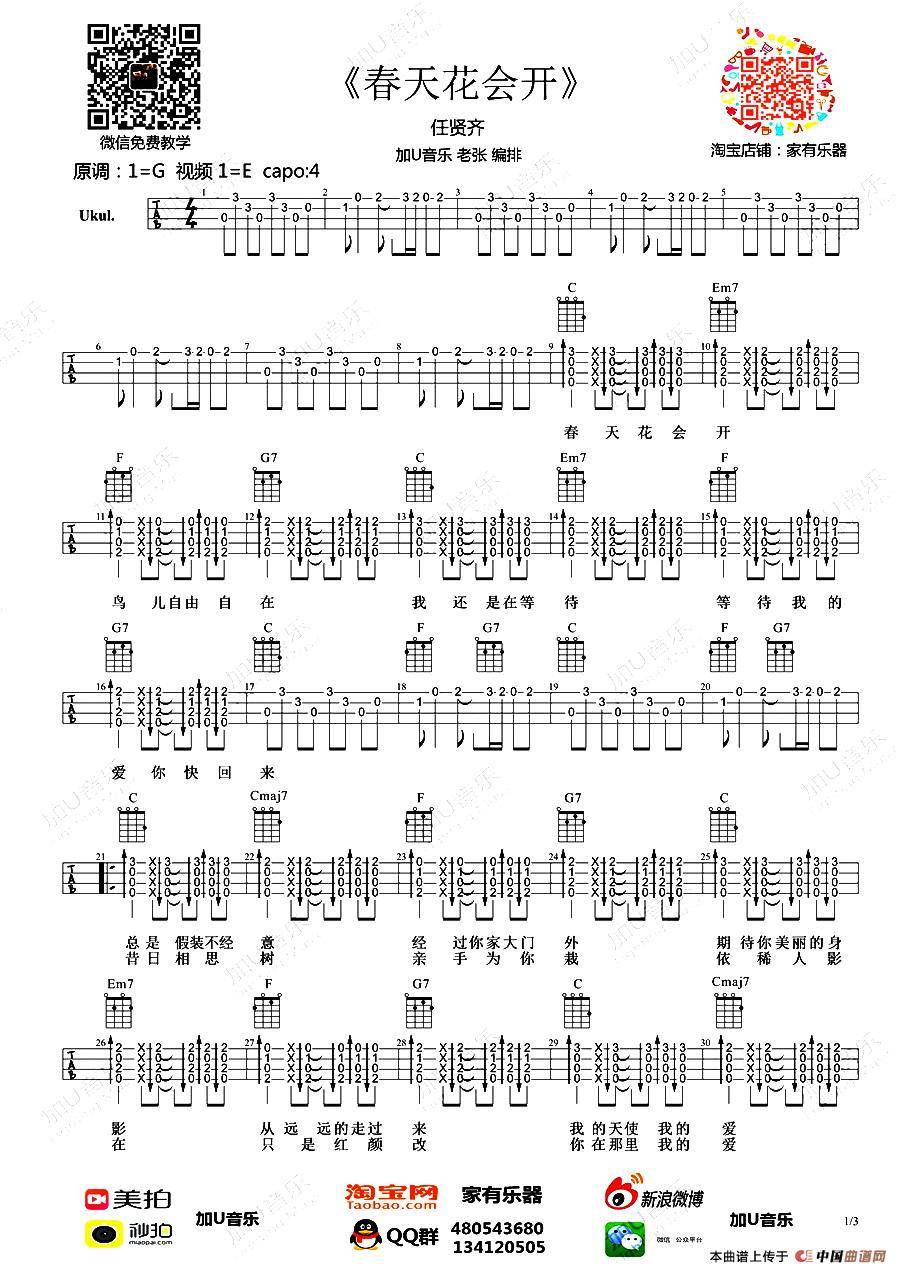 《春天花会开》
任贤齐
加U音乐 老张 编排
微信免费教学
淘宝店铺：家有乐器
原调：1=G 视频 1=E capo:4
Ukul.
C Em7
春 天 花 会 开
F G7 C Em7 F
鸟 儿自由 自 在 我 还 是在等 待 等 待 我 的
G7 C F G7 C F G7
爱 你 快 回 来
C Cmaj7 F G7 C
总 是 假装不经 意 经 过你家大门 外 期 待你美丽的身
昔 日 相 思 树 亲 手 为 你 栽 依 稀 人 影
Em7 F G7 C Cmaj7
影 从 远 远的走过 来 我 的天使 我 的 爱
在 只 是 红 颜 改 你 在那里 我 的 爱
美拍
秒拍
miaopai.com
加U音乐
淘宝网
Taobao.com
家有乐器
QQ群
480543680
134120505
新浪微博
微信 公众平台
加U音乐
1/3
本曲谱上传于 中国曲谱网